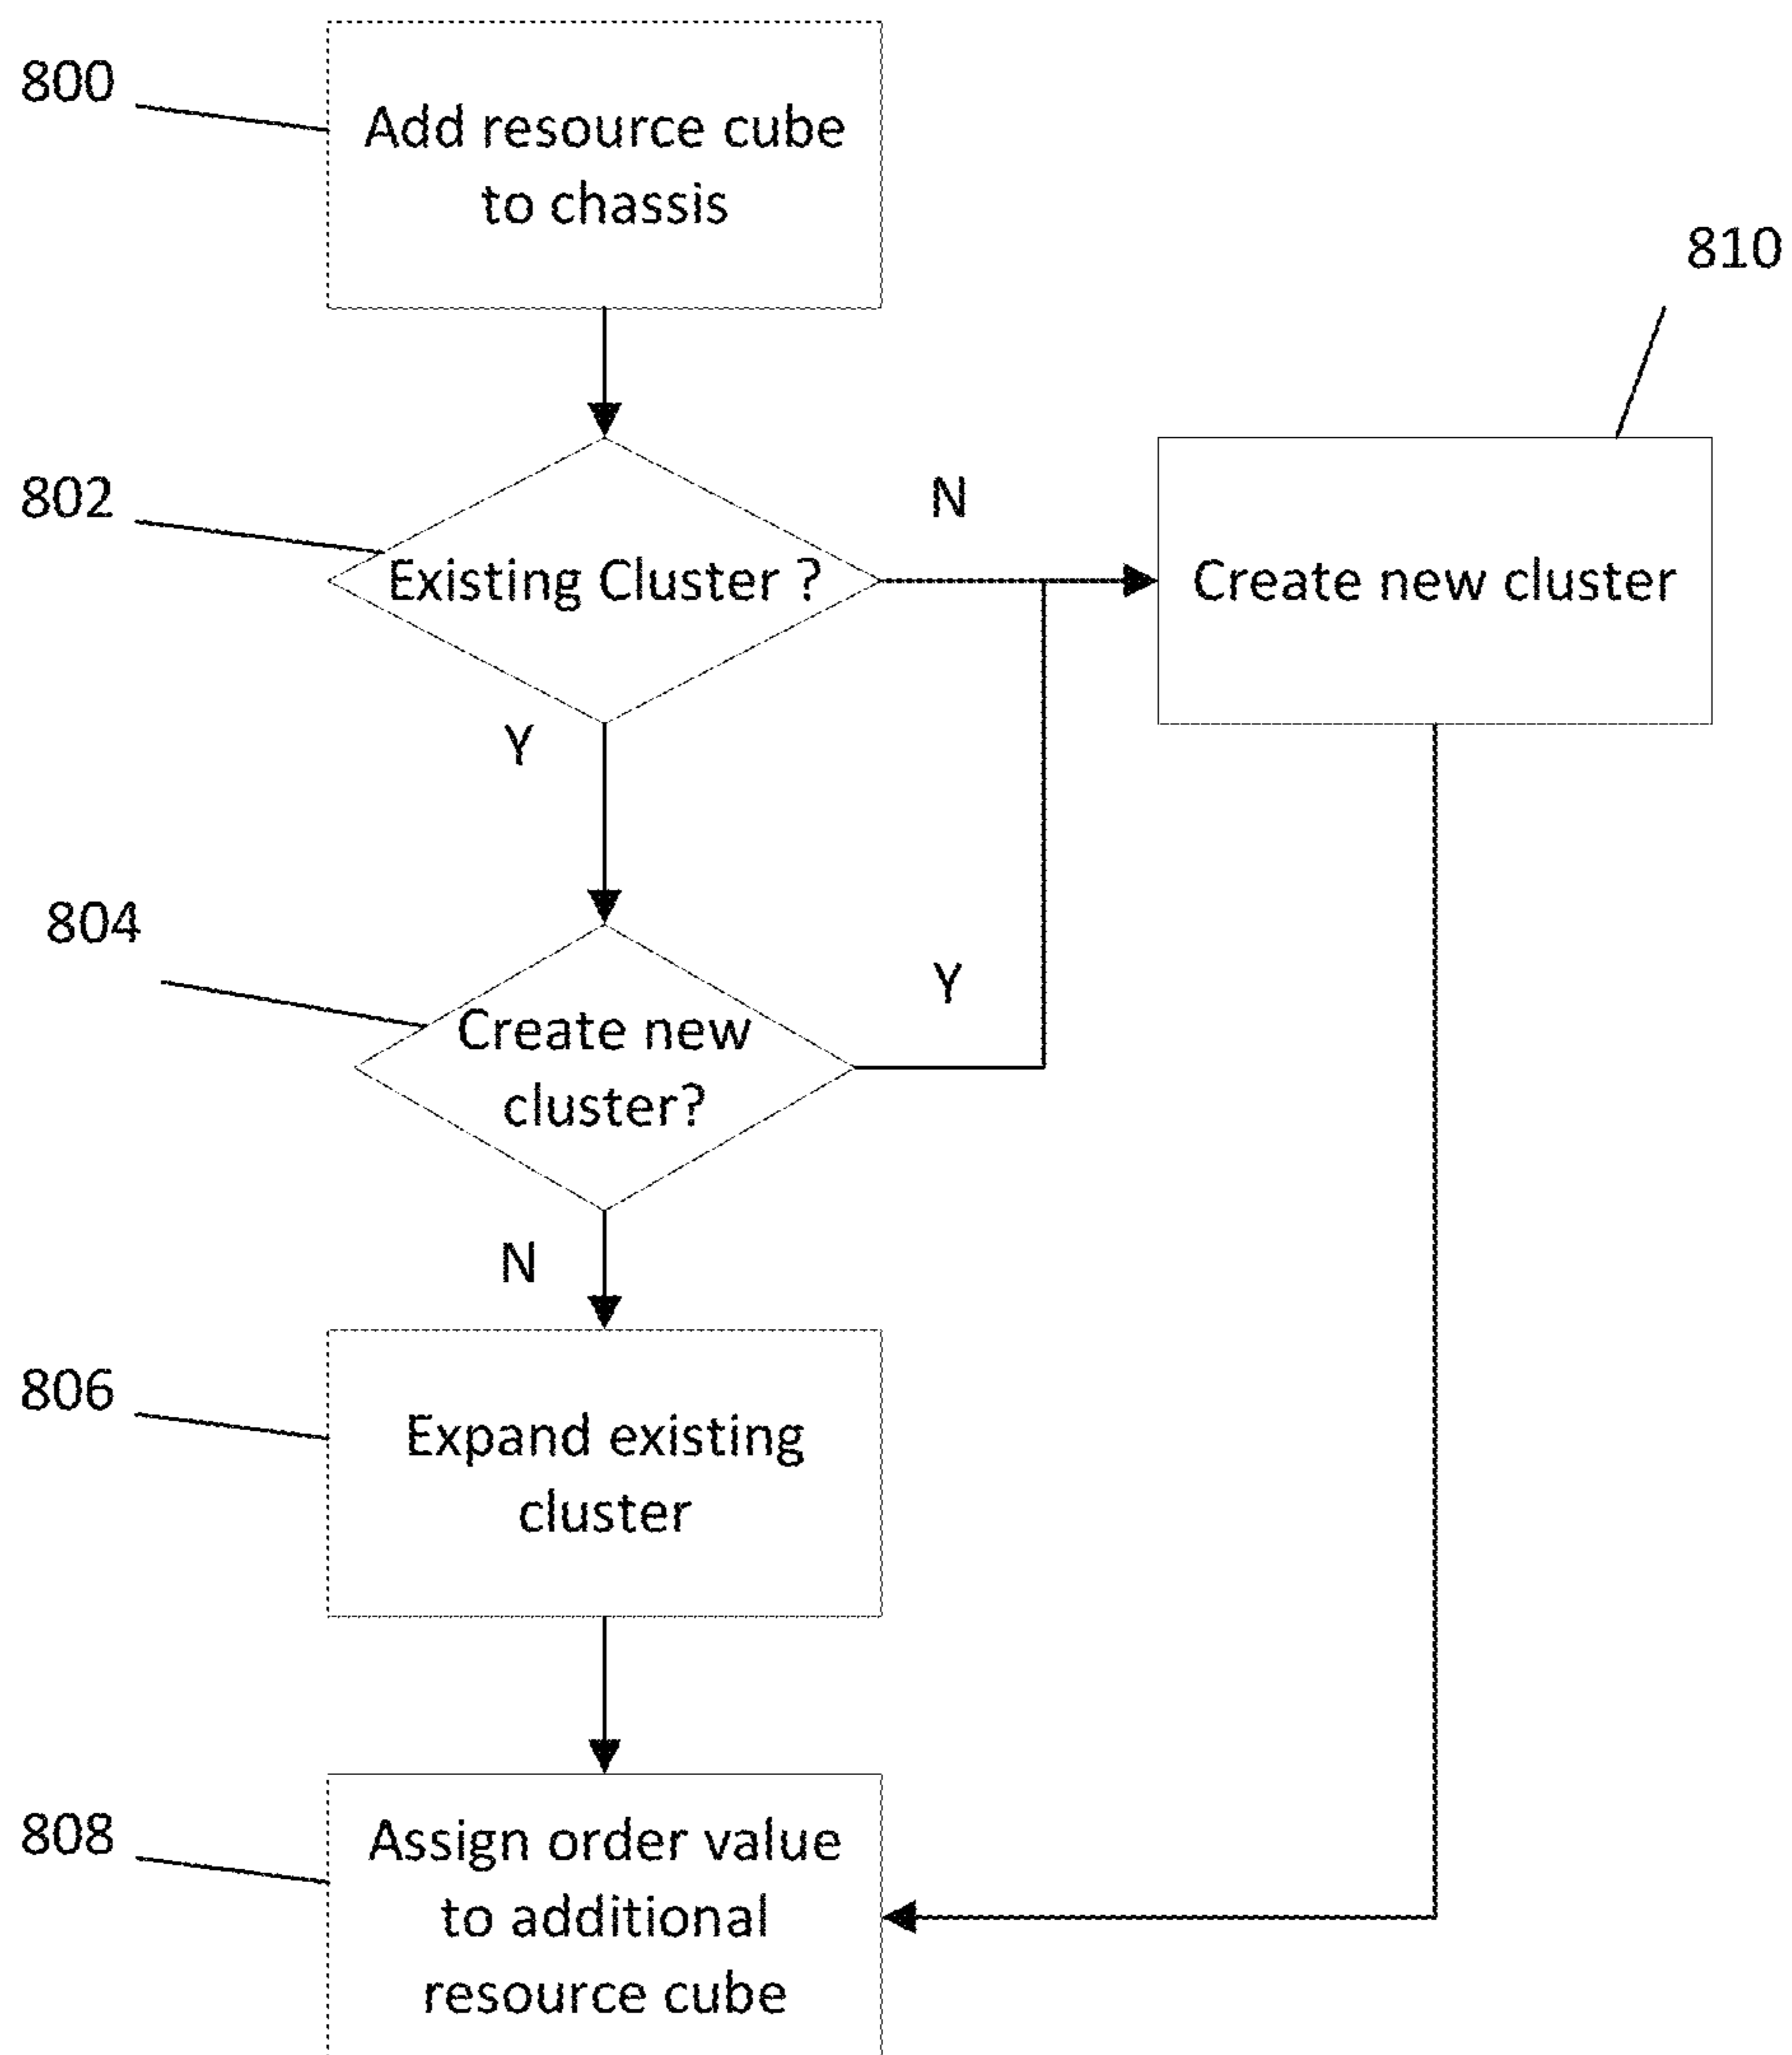 800
Add resource cube
to chassis
810
802
Existing Cluster ?
N
Create new cluster
Y
804
Create new
cluster?
Y
N
806
Expand existing
cluster
808
Assign order value
to additional
resource cube